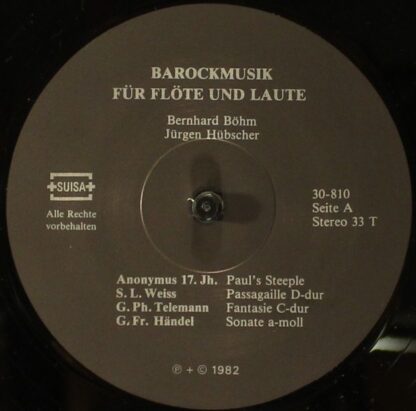 BAROCKMUSIK
FÜR FLÖTE UND LAUTE
Bernhard Böhm
Jürgen Hübscher
SUISA
Alle Rechte
vorbehalten
30-810
Seite A
Stereo 33 T
Anonymus 17. Jh. Paul's Steeple
S. L. Weiss Passagaille D-dur
G. Ph. Telemann Fantasie C-dur
G. Fr. Händel Sonate a-moll
℗ + © 1982